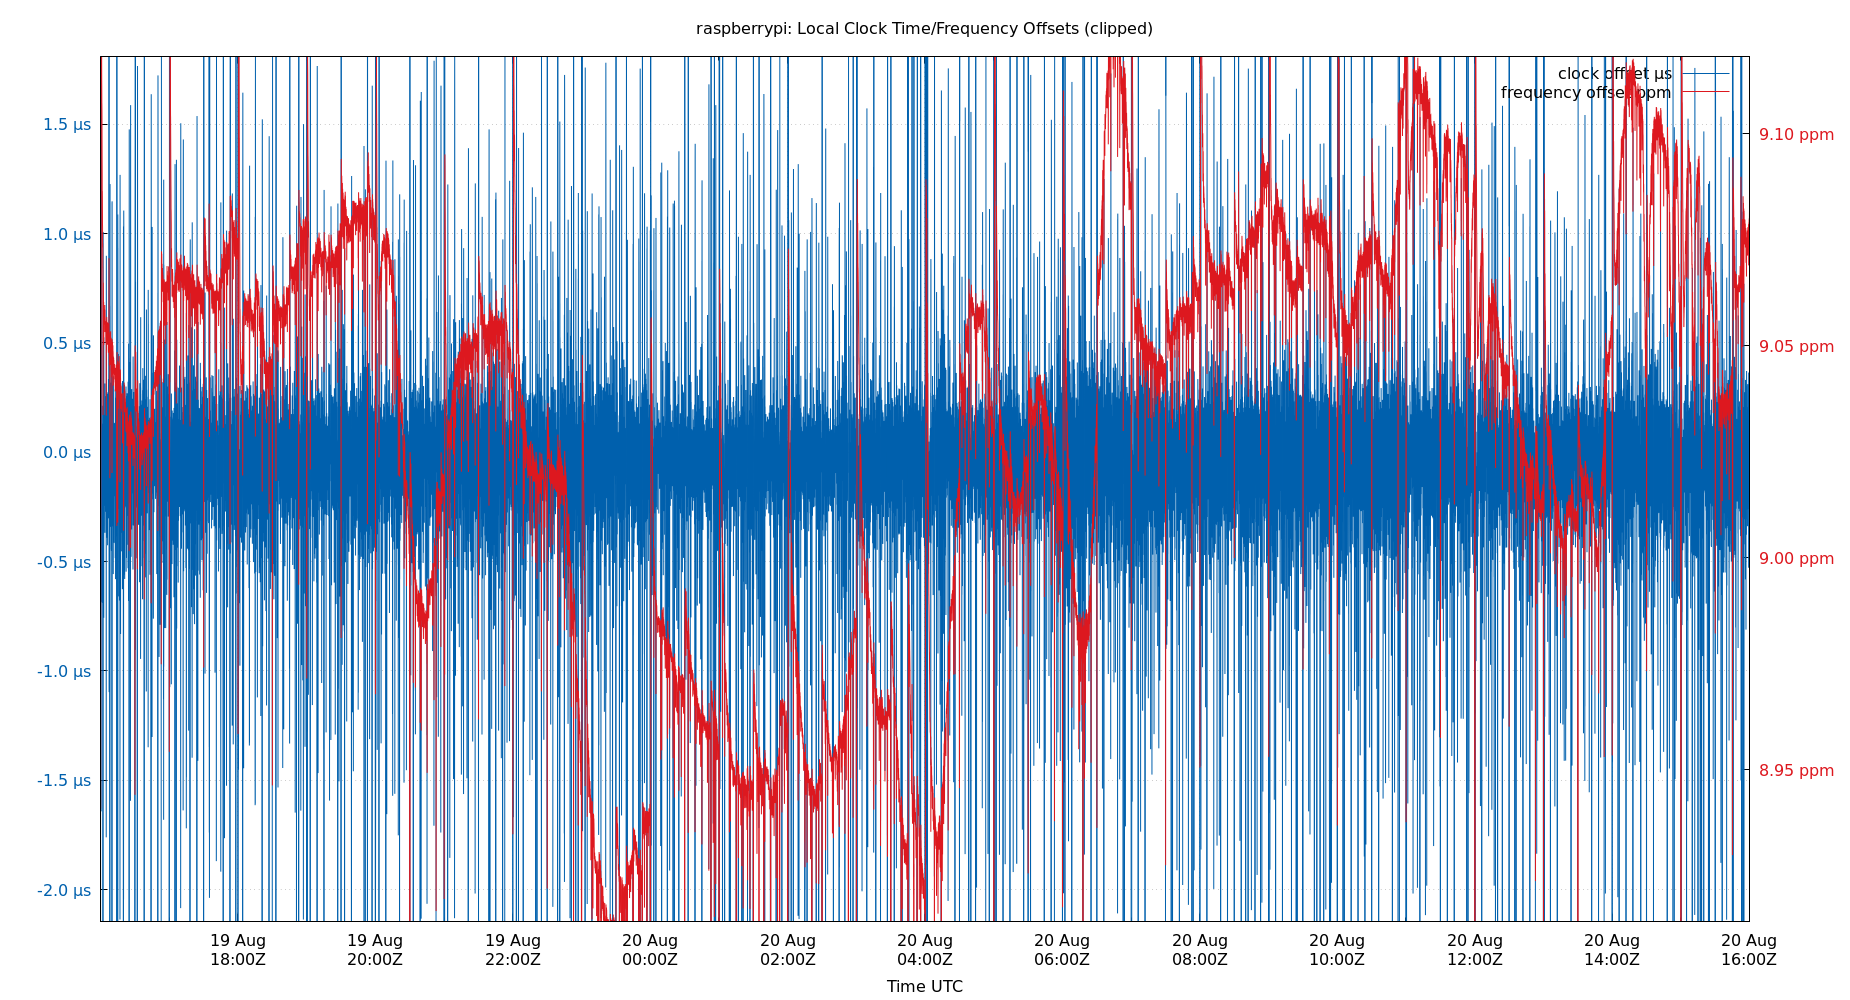 raspberrypi: Local Clock Time/Frequency Offsets (clipped)
clock offset µs
frequency offset ppm
1.5 µs
1.0 µs
0.5 µs
0.0 µs
-0.5 µs
-1.0 µs
-1.5 µs
-2.0 µs
9.10 ppm
9.05 ppm
9.00 ppm
8.95 ppm
19 Aug 19 Aug 19 Aug 20 Aug 20 Aug 20 Aug 20 Aug 20 Aug 20 Aug 20 Aug 20 Aug 20 Aug
18:00Z 20:00Z 22:00Z 00:00Z 02:00Z 04:00Z 06:00Z 08:00Z 10:00Z 12:00Z 14:00Z 16:00Z
Time UTC